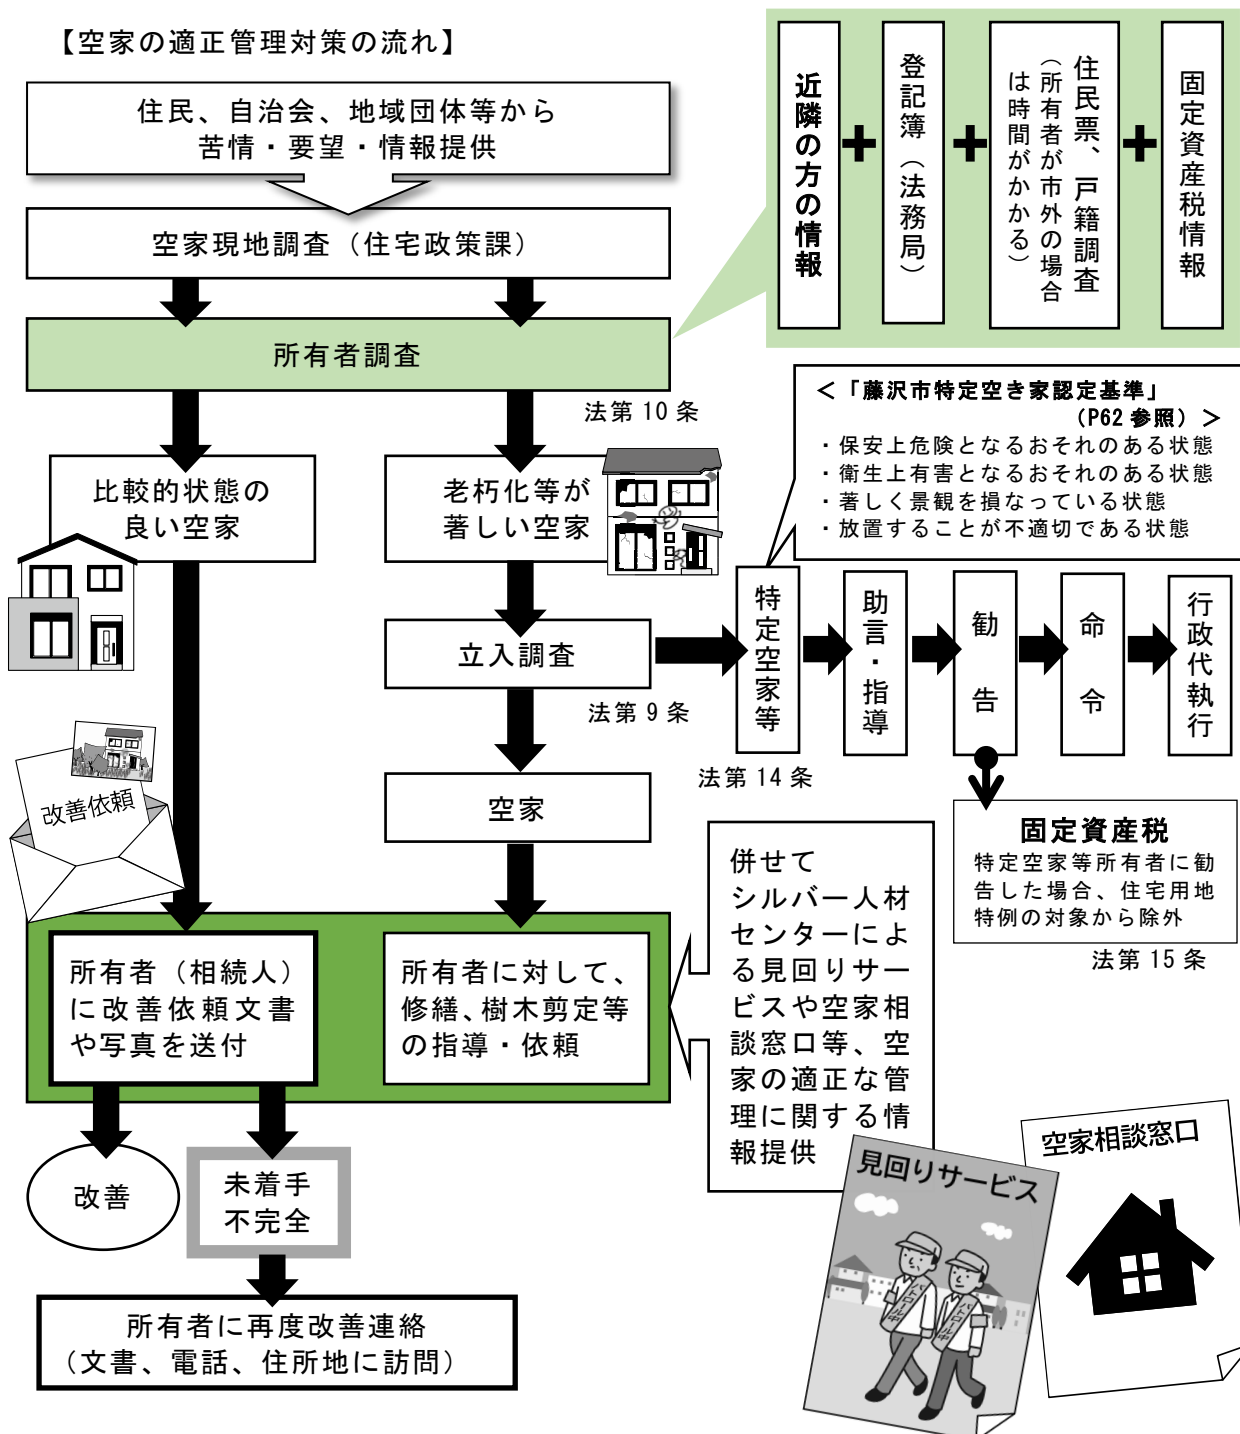 【空家の適正管理対策の流れ】
住民、自治会、地域団体等から
苦情・要望・情報提供
空家現地調査（住宅政策課）
所有者調査
法第 10 条
近隣の方の情報
登記簿（法務局）
住民票、戸籍調査
（所有者が市外の場合
は時間がかかる）
固定資産税情報
比較的状態の
良い空家
老朽化等が
著しい空家
＜「藤沢市特定空き家認定基準」
（P62 参照）＞
・保安上危険となるおそれのある状態
・衛生上有害となるおそれのある状態
・著しく景観を損なっている状態
・放置することが不適切である状態
立入調査
法第 9 条
特定空家等
助言・指導
勧告
命令
行政代執行
法第 14 条
空家
固定資産税
特定空家等所有者に勧
告した場合、住宅用地
特例の対象から除外
法第 15 条
改善依頼
所有者（相続人）
に改善依頼文書
や写真を送付
所有者に対して、
修繕、樹木剪定等
の指導・依頼
併せて
シルバー人材
センターによ
る見回りサー
ビスや空家相
談窓口等、空
家の適正な管
理に関する情
報提供
改善
未着手
不完全
所有者に再度改善連絡
（文書、電話、住所地に訪問）
見回りサービス
パトロール中
パトロール中
空家相談窓口